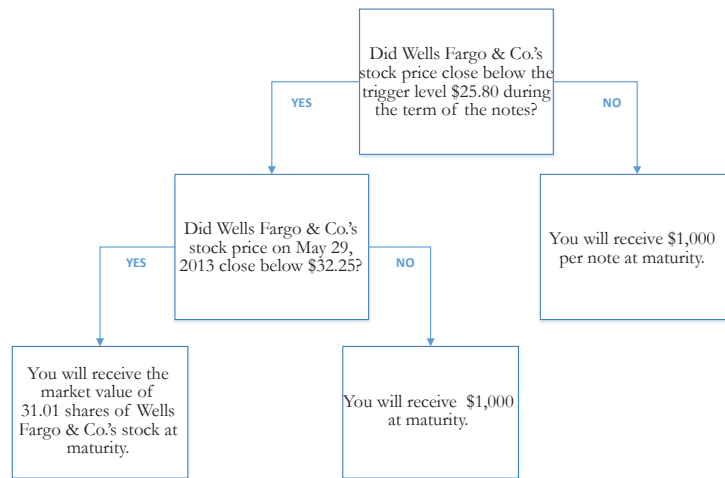 Did Wells Fargo & Co.'s
stock price close below the
trigger level $25.80 during
the term of the notes?
YES
NO
Did Wells Fargo & Co.'s
stock price on May 29,
2013 close below $32.25?
You will receive $1,000
per note at maturity.
YES
NO
You will receive the
market value of
31.01 shares of Wells
Fargo & Co.'s stock at
maturity.
You will receive $1,000
at maturity.